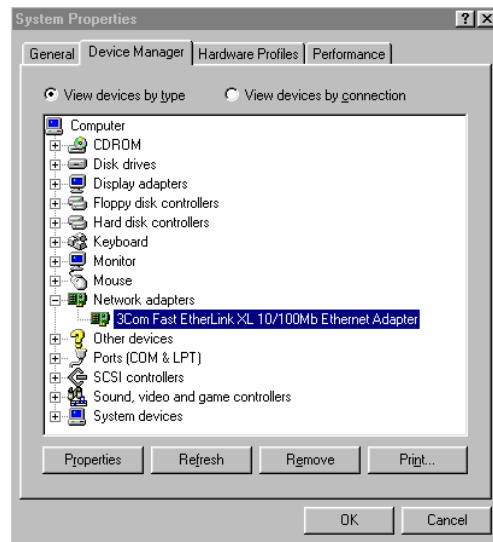 System Properties
General Device Manager Hardware Profiles Performance
View devices by type View devices by connection
Computer
CDROM
Disk drives
Display adapters
Floppy disk controllers
Hard disk controllers
Keyboard
Monitor
Mouse
Network adapters
3Com Fast EtherLink XL 10/100Mb Ethernet Adapter
Other devices
Ports (COM & LPT)
SCSI controllers
Sound, video and game controllers
System devices
Properties Refresh Remove Print...
OK Cancel